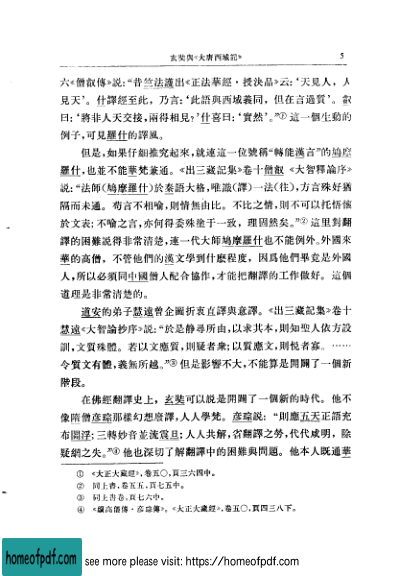 玄奘與《大唐西域記》 5
六《僧叡傳》説：“昔竺法護出《正法華經·授決品》云：‘天見人，人
見天’。什譯經至此，乃言：‘此語與西域義同，但在言過質’。叡
曰：‘將非人天交接，兩得相見？’什喜曰：‘實然’。”①這一個生動的
例子，可見羅什的譯風。
但是，如果仔細推究起來，就連這一位號稱“轉能漢言”的鳩摩
羅什，也並不能華梵兼通。《出三藏記集》卷十僧叡《大智釋論序》
説：“法師(鳩摩羅什)於秦語大格，唯識(譯)一法(往)，方言殊好猶
隔而未通。苟言不相喻，則情無由比。不比之情，則不可以託悟懷
於文表；不喻之言，亦何得委殊塗于一致，理固然矣。”②這里對翻
譯的困難説得非常清楚，連一代大師鳩摩羅什也不能例外。外國來
華的高僧，不管他們的漢文學到什麽程度，因爲他們畢竟是外國
人，所以必須同中國僧人配合協作，才能把翻譯的工作做好。這個
道理是非常清楚的。
道安的弟子慧遠曾企圖折衷直譯與意譯。《出三藏記集》卷十
慧遠《大智論抄序》説：“於是静尋所由，以求其本，則知聖人依方設
訓，文質殊體。若以文應質，則疑者衆；以質應文，則悦者寡。……
令質文有體，義無所越。”③但是影響不大，不能算是開闢了一個新
階段。
在佛經翻譯史上，玄奘可以説是開闢了一個新的時代。他不
像隋僧彦琮那樣幻想廢譯，人人學梵。彦琮説：“則應五天正語充
布閻浮；三轉妙音並流震旦；人人共解，省翻譯之勞，代代咸明，除
疑網之失。”④他也深切了解翻譯中的困難與問題。他本人既通華
① 《大正大藏經》，卷五〇，頁三六四中。
② 同上書，卷五五，頁七五中。
③ 同上書卷，頁七六中。
④ 《續高僧傳·彦琮傳》，《大正大藏經》，卷五〇，頁四三八下。
homeofpdf.com see more please visit: https://homeofpdf.com